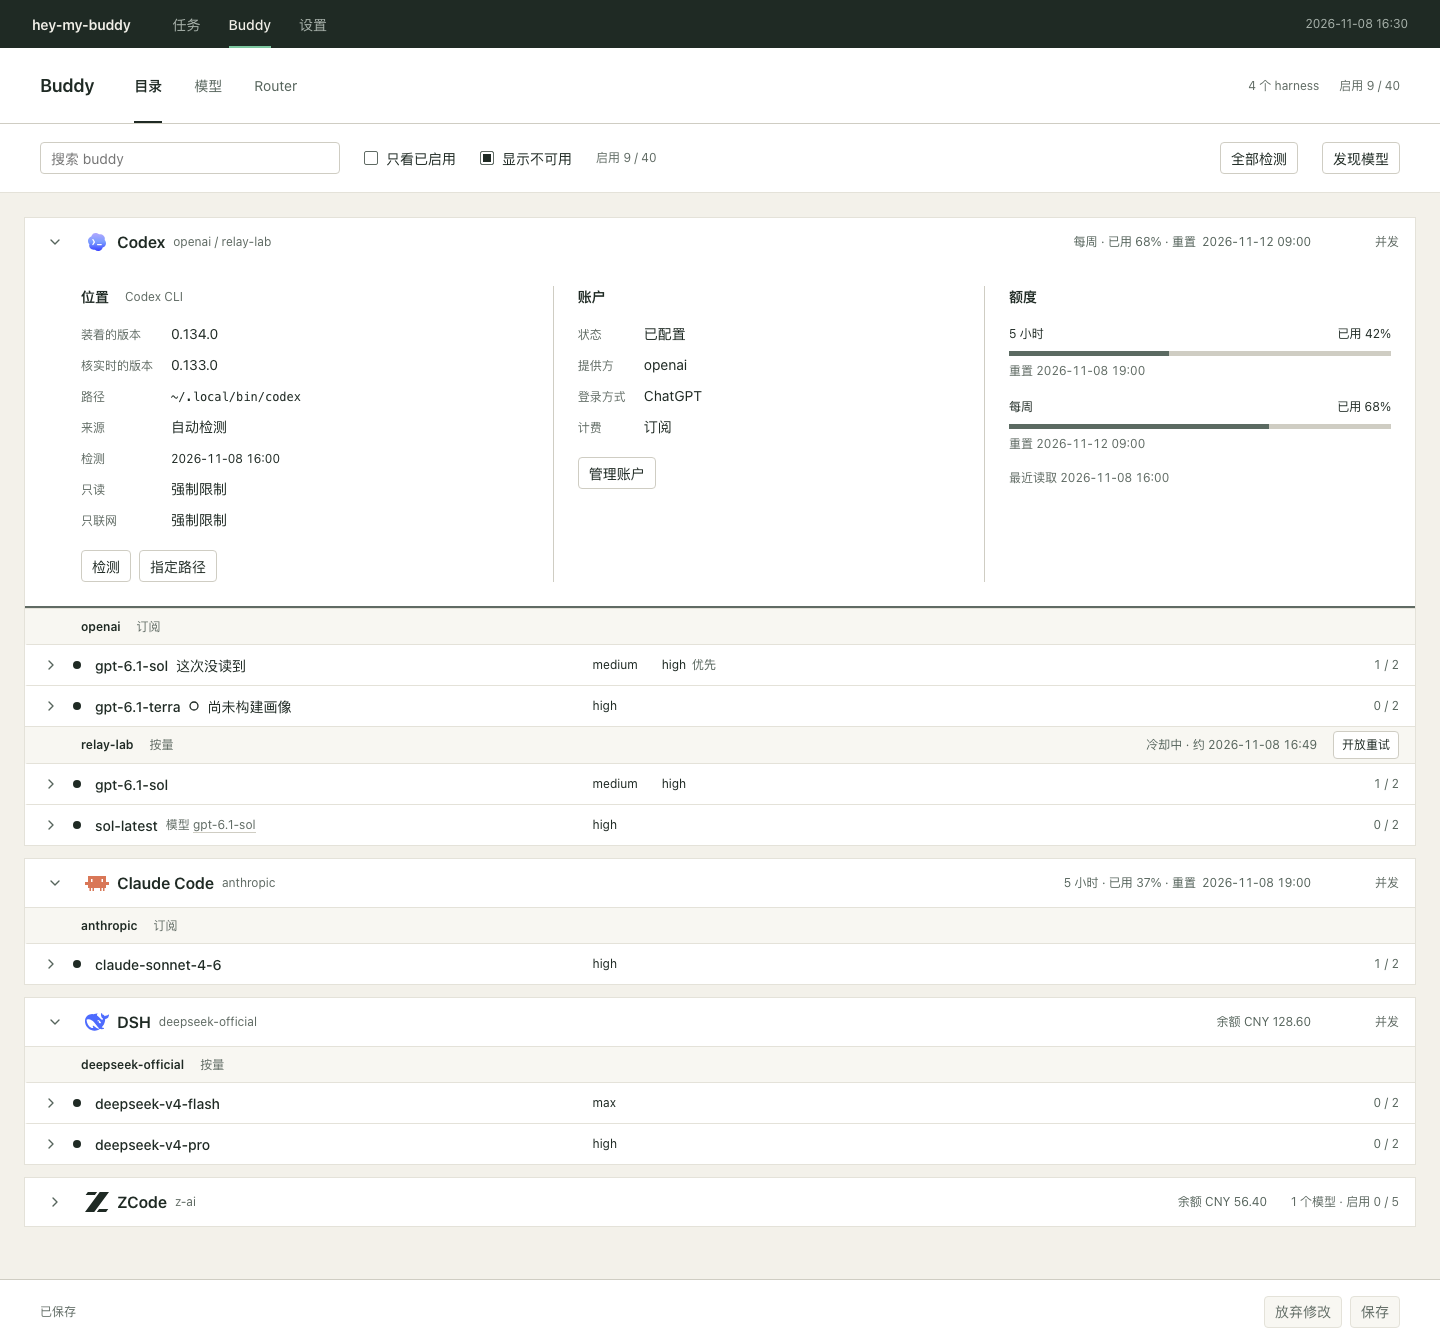 hey-my-buddy 任务 Buddy 设置 2026-11-08 16:30
Buddy 目录 模型 Router 4 个 harness 启用 9 / 40
搜索 buddy 只看已启用 显示不可用 启用 9 / 40 全部检测 发现模型
Codex openai / relay-lab 每周 · 已用 68% · 重置 2026-11-12 09:00 并发
位置 Codex CLI
装着的版本 0.134.0
核实时的版本 0.133.0
路径 ~/.local/bin/codex
来源 自动检测
检测 2026-11-08 16:00
只读 强制限制
只联网 强制限制
检测 指定路径
账户
状态 已配置
提供方 openai
登录方式 ChatGPT
计费 订阅
管理账户
额度
5 小时 已用 42%
重置 2026-11-08 19:00
每周 已用 68%
重置 2026-11-12 09:00
最近读取 2026-11-08 16:00
openai 订阅
gpt-6.1-sol 这次没读到 medium high 优先 1 / 2
gpt-6.1-terra 尚未构建画像 high 0 / 2
relay-lab 按量 冷却中 · 约 2026-11-08 16:49 开放重试
gpt-6.1-sol medium high 1 / 2
sol-latest 模型 gpt-6.1-sol high 0 / 2
Claude Code anthropic 5 小时 · 已用 37% · 重置 2026-11-08 19:00 并发
anthropic 订阅
claude-sonnet-4-6 high 1 / 2
DSH deepseek-official 余额 CNY 128.60 并发
deepseek-official 按量
deepseek-v4-flash max 0 / 2
deepseek-v4-pro high 0 / 2
ZCode z-ai 余额 CNY 56.40 1 个模型 · 启用 0 / 5
已保存 放弃修改 保存